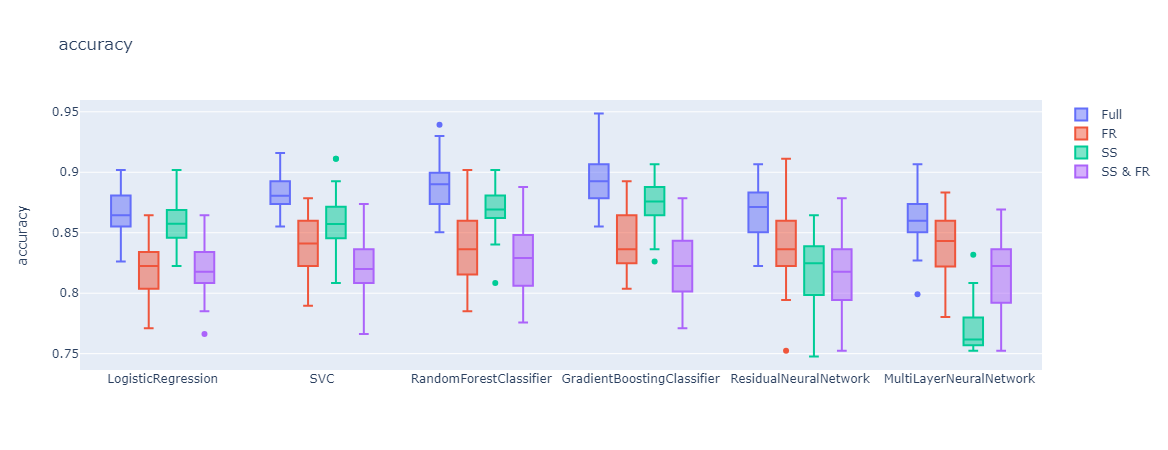 accuracy
0.95
0.9
0.85
0.8
0.75
accuracy
LogisticRegression
SVC
RandomForestClassifier
GradientBoostingClassifier
ResidualNeuralNetwork
MultiLayerNeuralNetwork
Full
FR
SS
SS & FR